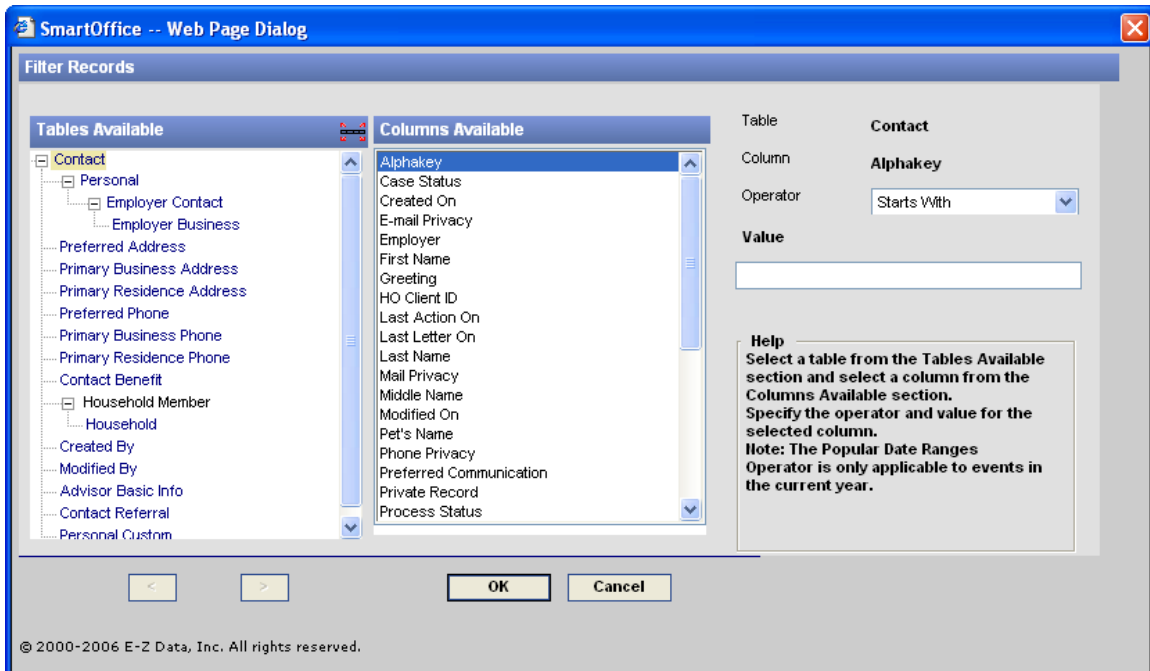 SmartOffice -- Web Page Dialog
Filter Records
Tables Available
Contact
Personal
Employer Contact
Employer Business
Preferred Address
Primary Business Address
Primary Residence Address
Preferred Phone
Primary Business Phone
Primary Residence Phone
Contact Benefit
Household Member
Household
Created By
Modified By
Advisor Basic Info
Contact Referral
Personal Custom
Columns Available
Alphakey
Case Status
Created On
E-mail Privacy
Employer
First Name
Greeting
HO Client ID
Last Action On
Last Letter On
Last Name
Mail Privacy
Middle Name
Modified On
Pet's Name
Phone Privacy
Preferred Communication
Private Record
Process Status
Table Contact
Column Alphakey
Operator Starts With
Value
Help
Select a table from the Tables Available
section and select a column from the
Columns Available section.
Specify the operator and value for the
selected column.
Note: The Popular Date Ranges
Operator is only applicable to events in
the current year.
< > OK Cancel
© 2000-2006 E-Z Data, Inc. All rights reserved.